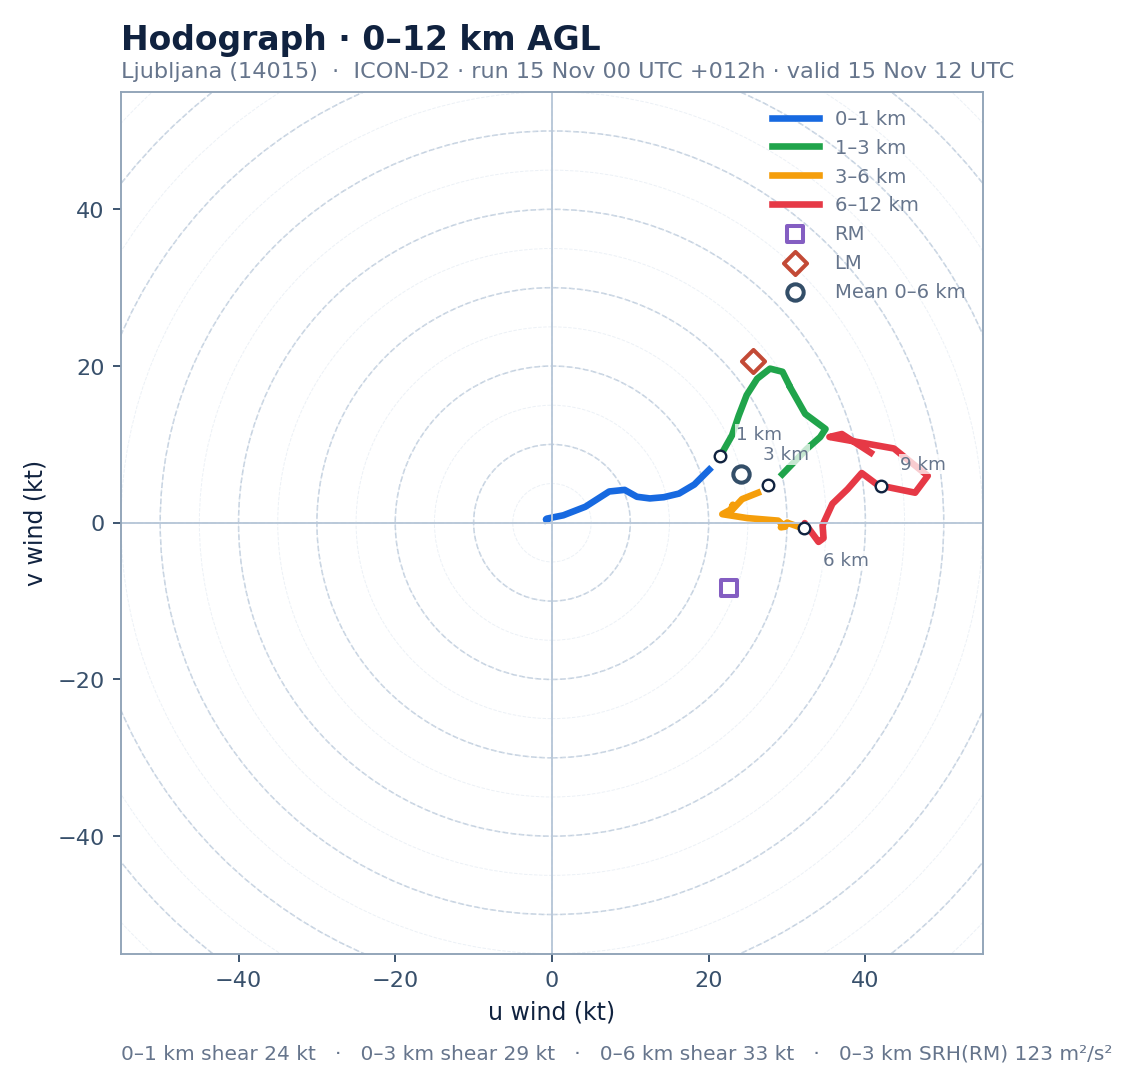 Hodograph · 0–12 km AGL
Ljubljana (14015) · ICON-D2 · run 15 Nov 00 UTC +012h · valid 15 Nov 12 UTC
0–1 km
1–3 km
3–6 km
6–12 km
RM
LM
Mean 0–6 km
1 km
3 km
9 km
6 km
40
20
0
−20
−40
−40
−20
0
20
40
v wind (kt)
u wind (kt)
0–1 km shear 24 kt · 0–3 km shear 29 kt · 0–6 km shear 33 kt · 0–3 km SRH(RM) 123 m²/s²